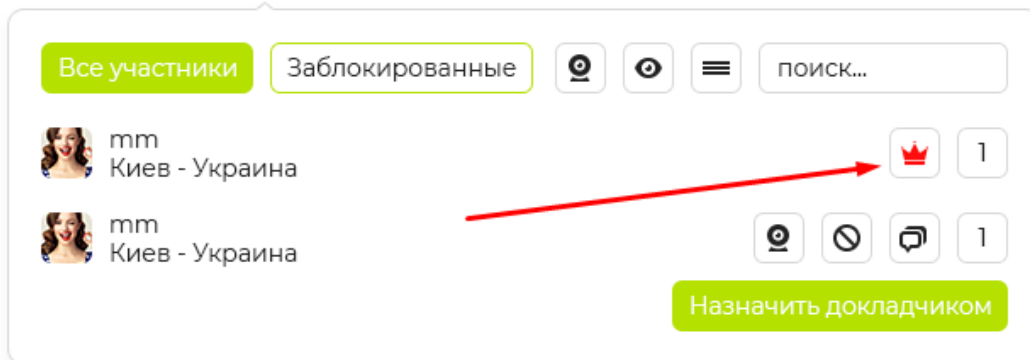 Все участники Заблокированные поиск...
mm
Киев - Украина
1
mm
Киев - Украина
1
Назначить докладчиком